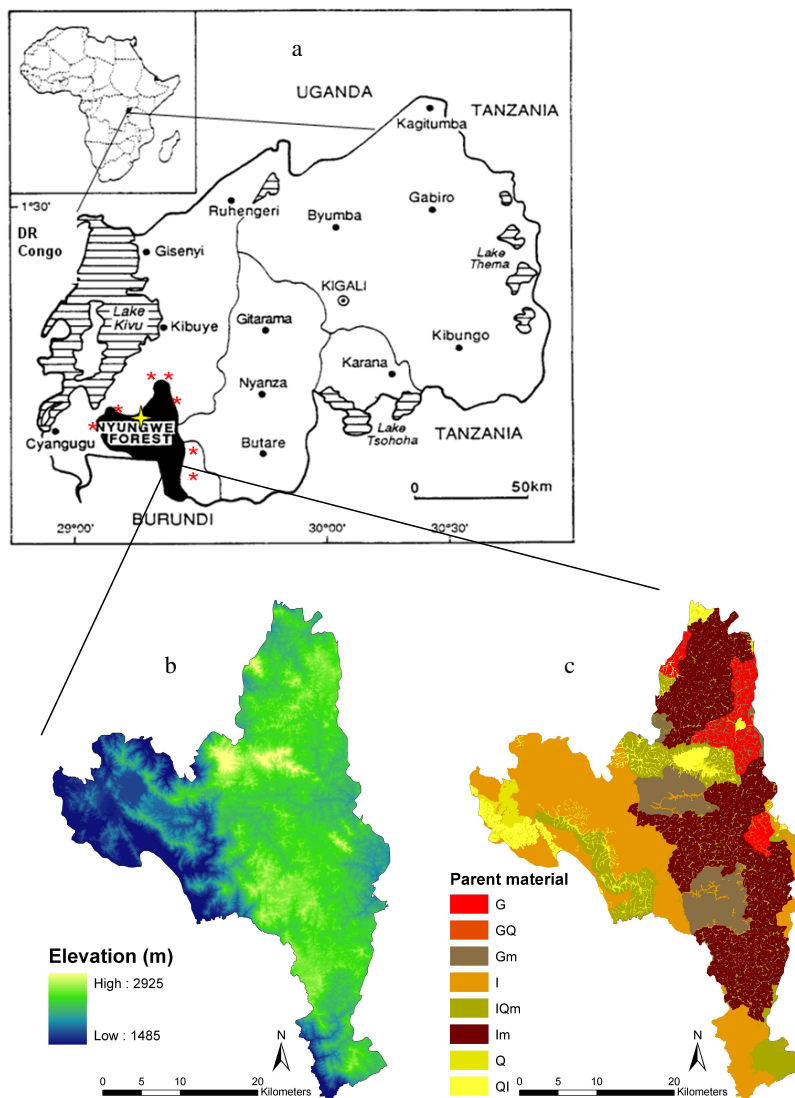 a
UGANDA
TANZANIA
Kagitumba
1°30'
Ruhengeri
Byumba
Gabiro
DR
Congo
Gisenyi
Lake
Thema
KIGALI
Lake
Kivu
Kibuye
Gitarama
Kibungo
Karana
* *
Nyanza
*
*
*
NYUNGWE
FOREST
Cyangugu
Butare
Lake
Tsohoha
TANZANIA
*
*
0 50km
BURUNDI
29°00' 30°00' 30°30'
b
c
Elevation (m)
High : 2925
Low : 1485
N
0 5 10 20
Kilometers
Parent material
G
GQ
Gm
I
IQm
Im
Q
QI
N
0 5 10 20
Kilometers